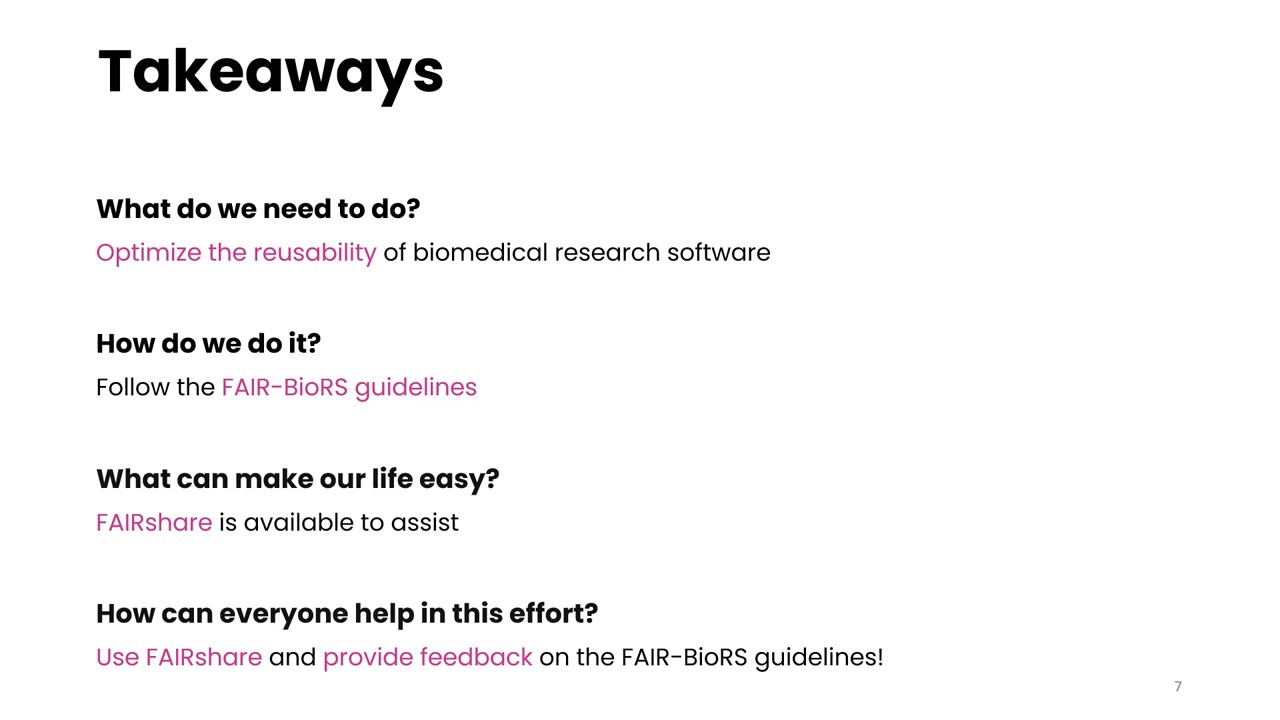 Takeaways
What do we need to do?
Optimize the reusability of biomedical research software
How do we do it?
Follow the FAIR-BioRS guidelines
What can make our life easy?
FAIRshare is available to assist
How can everyone help in this effort?
Use FAIRshare and provide feedback on the FAIR-BioRS guidelines!
7